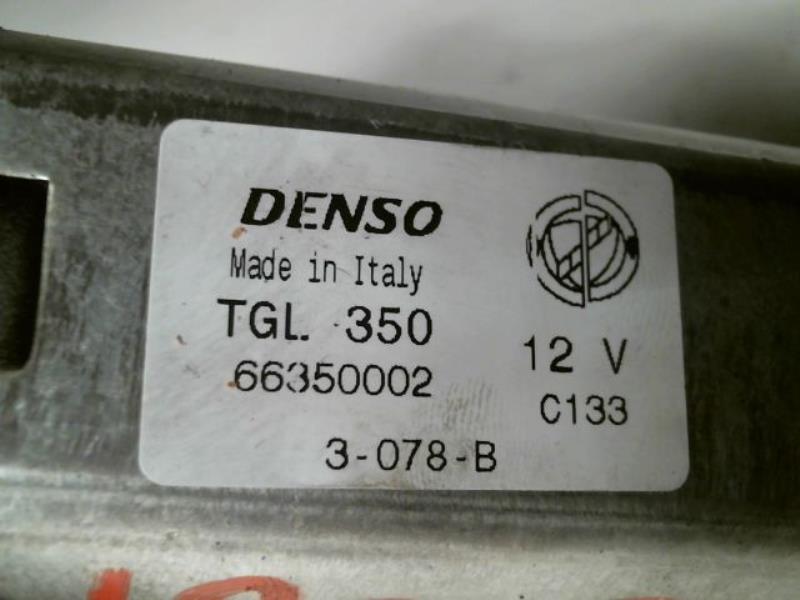 DENSO
Made in Italy
TGL 350
66350002
12 V
C133
3-078-B